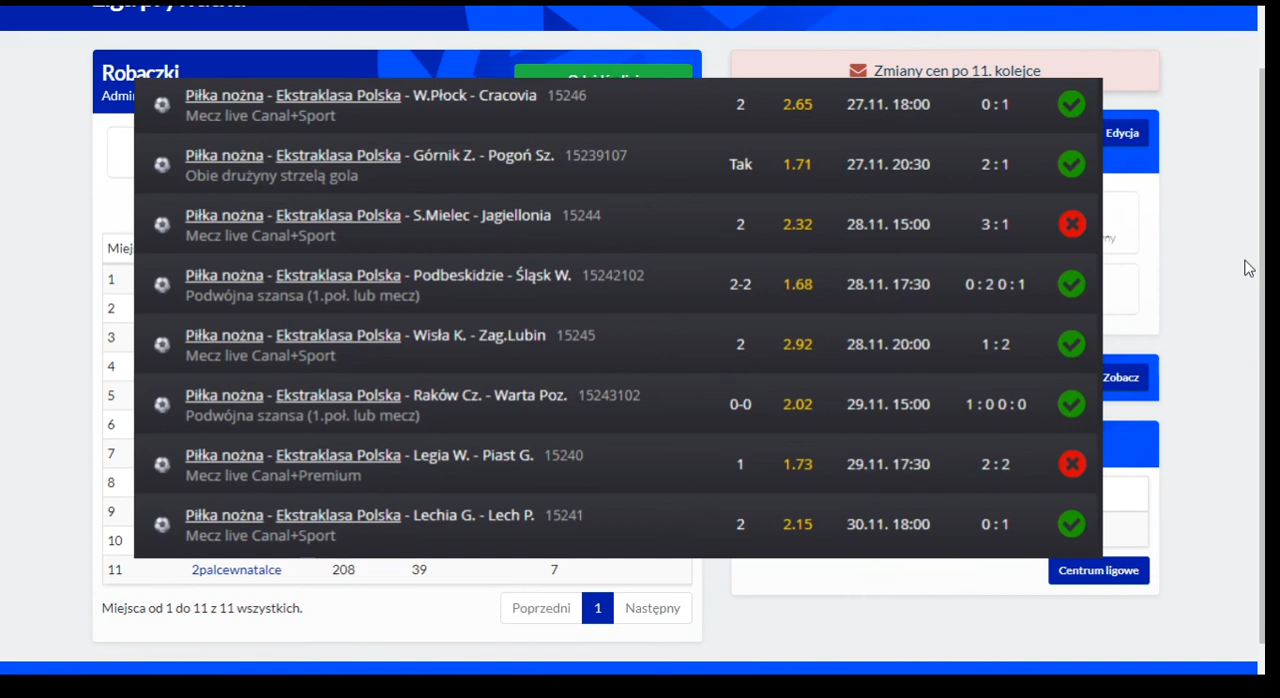 Robaczki
Zmiany cen po 11. kolejce
Edycja
Piłka nożna - Ekstraklasa Polska - W.Płock - Cracovia 15246
Mecz live Canal+Sport
2 2.65 27.11. 18:00 0 : 1
Piłka nożna - Ekstraklasa Polska - Górnik Z. - Pogoń Sz. 15239107
Obie drużyny strzelą gola
Tak 1.71 27.11. 20:30 2 : 1
Piłka nożna - Ekstraklasa Polska - S.Mielec - Jagiellonia 15244
Mecz live Canal+Sport
2 2.32 28.11. 15:00 3 : 1
Piłka nożna - Ekstraklasa Polska - Podbeskidzie - Śląsk W. 15242102
Podwójna szansa (1.poł. lub mecz)
2-2 1.68 28.11. 17:30 0 : 2 0 : 1
Piłka nożna - Ekstraklasa Polska - Wisła K. - Zag.Lubin 15245
Mecz live Canal+Sport
2 2.92 28.11. 20:00 1 : 2
Piłka nożna - Ekstraklasa Polska - Raków Cz. - Warta Poz. 15243102
Podwójna szansa (1.poł. lub mecz)
0-0 2.02 29.11. 15:00 1 : 0 0 : 0
Piłka nożna - Ekstraklasa Polska - Legia W. - Piast G. 15240
Mecz live Canal+Premium
1 1.73 29.11. 17:30 2 : 2
Piłka nożna - Ekstraklasa Polska - Lechia G. - Lech P. 15241
Mecz live Canal+Sport
2 2.15 30.11. 18:00 0 : 1
1
2
3
4
5
6
7
8
9
10
11 2palcewnatalce 208 39 7
Miejsca od 1 do 11 z 11 wszystkich.
Poprzedni 1 Następny
Zobacz
Centrum ligowe